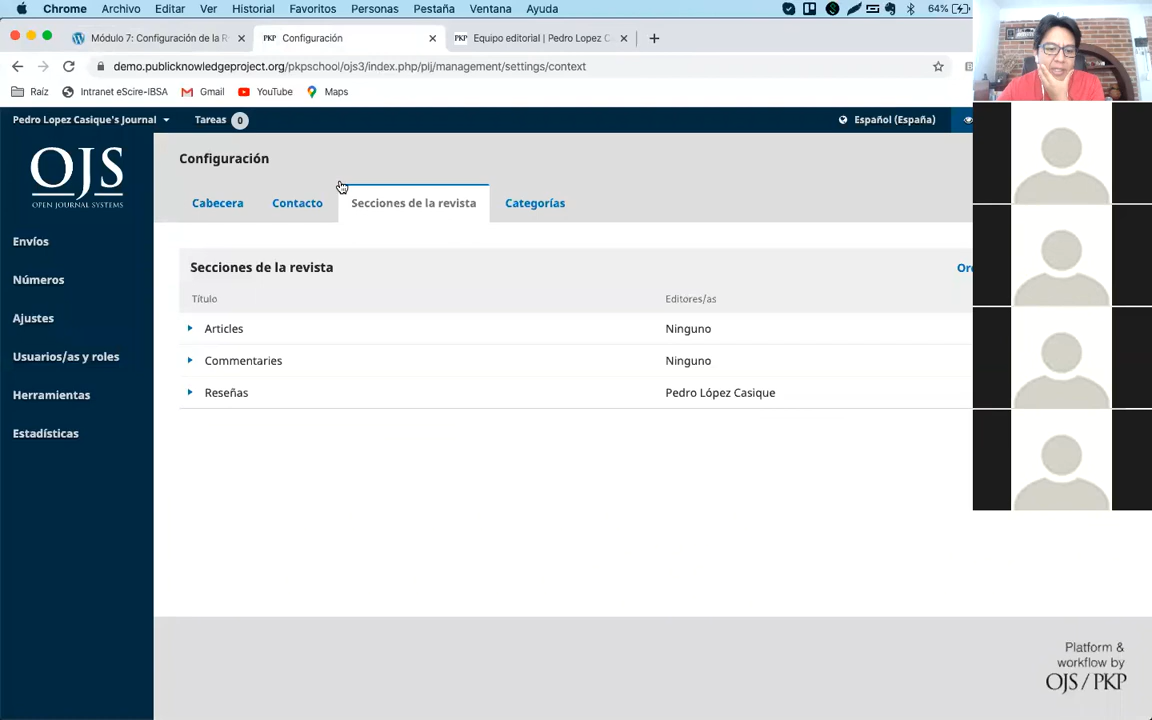 Chrome Archivo Editar Ver Historial Favoritos Personas Pestaña Ventana Ayuda 64%
Módulo 7: Configuración de la R
PKP Configuración
PKP Equipo editorial | Pedro Lopez C
demo.publicknowledgeproject.org/pkpschool/ojs3/index.php/plj/management/settings/context
Raíz Intranet eScire-IBSA Gmail YouTube Maps
Pedro Lopez Casique's Journal Tareas 0 Español (España)
OJS
OPEN JOURNAL SYSTEMS
Envíos
Números
Ajustes
Usuarios/as y roles
Herramientas
Estadísticas
Configuración
Cabecera Contacto Secciones de la revista Categorías
Secciones de la revista Ord
Título Editores/as
Articles Ninguno
Commentaries Ninguno
Reseñas Pedro López Casique
Platform &
workflow by
OJS / PKP